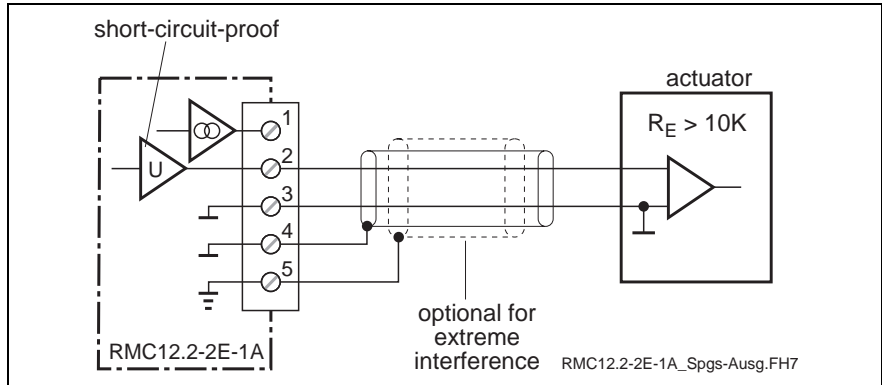 short-circuit-proof
actuator
R_E > 10K
1
U
2
3
4
5
optional for
extreme
interference
RMC12.2-2E-1A
RMC12.2-2E-1A_Spgs-Ausg.FH7